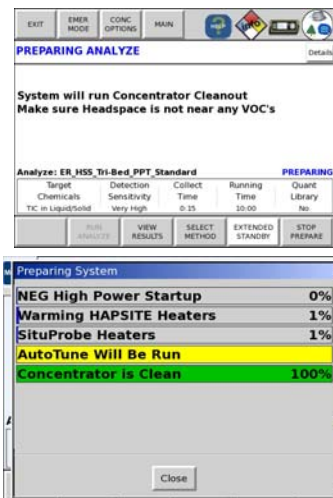 EXIT
EMER MODE
CONC OPTIONS
MAIN
info
PREPARING ANALYZE
Details
System will run Concentrator Cleanout
Make sure Headspace is not near any VOC's
Analyze: ER_HSS_Tri-Bed_PPT_Standard PREPARING
Target Detection Collect Running Quant
Chemicals Sensitivity Time Time Library
TIC in Liquid/Solid Very High 0:15 10:00 No
RUN ANALYZE
VIEW RESULTS
SELECT METHOD
EXTENDED STANDBY
STOP PREPARE
Preparing System
NEG High Power Startup 0%
Warming HAPSITE Heaters 1%
SituProbe Heaters 1%
AutoTune Will Be Run
Concentrator is Clean 100%
Close